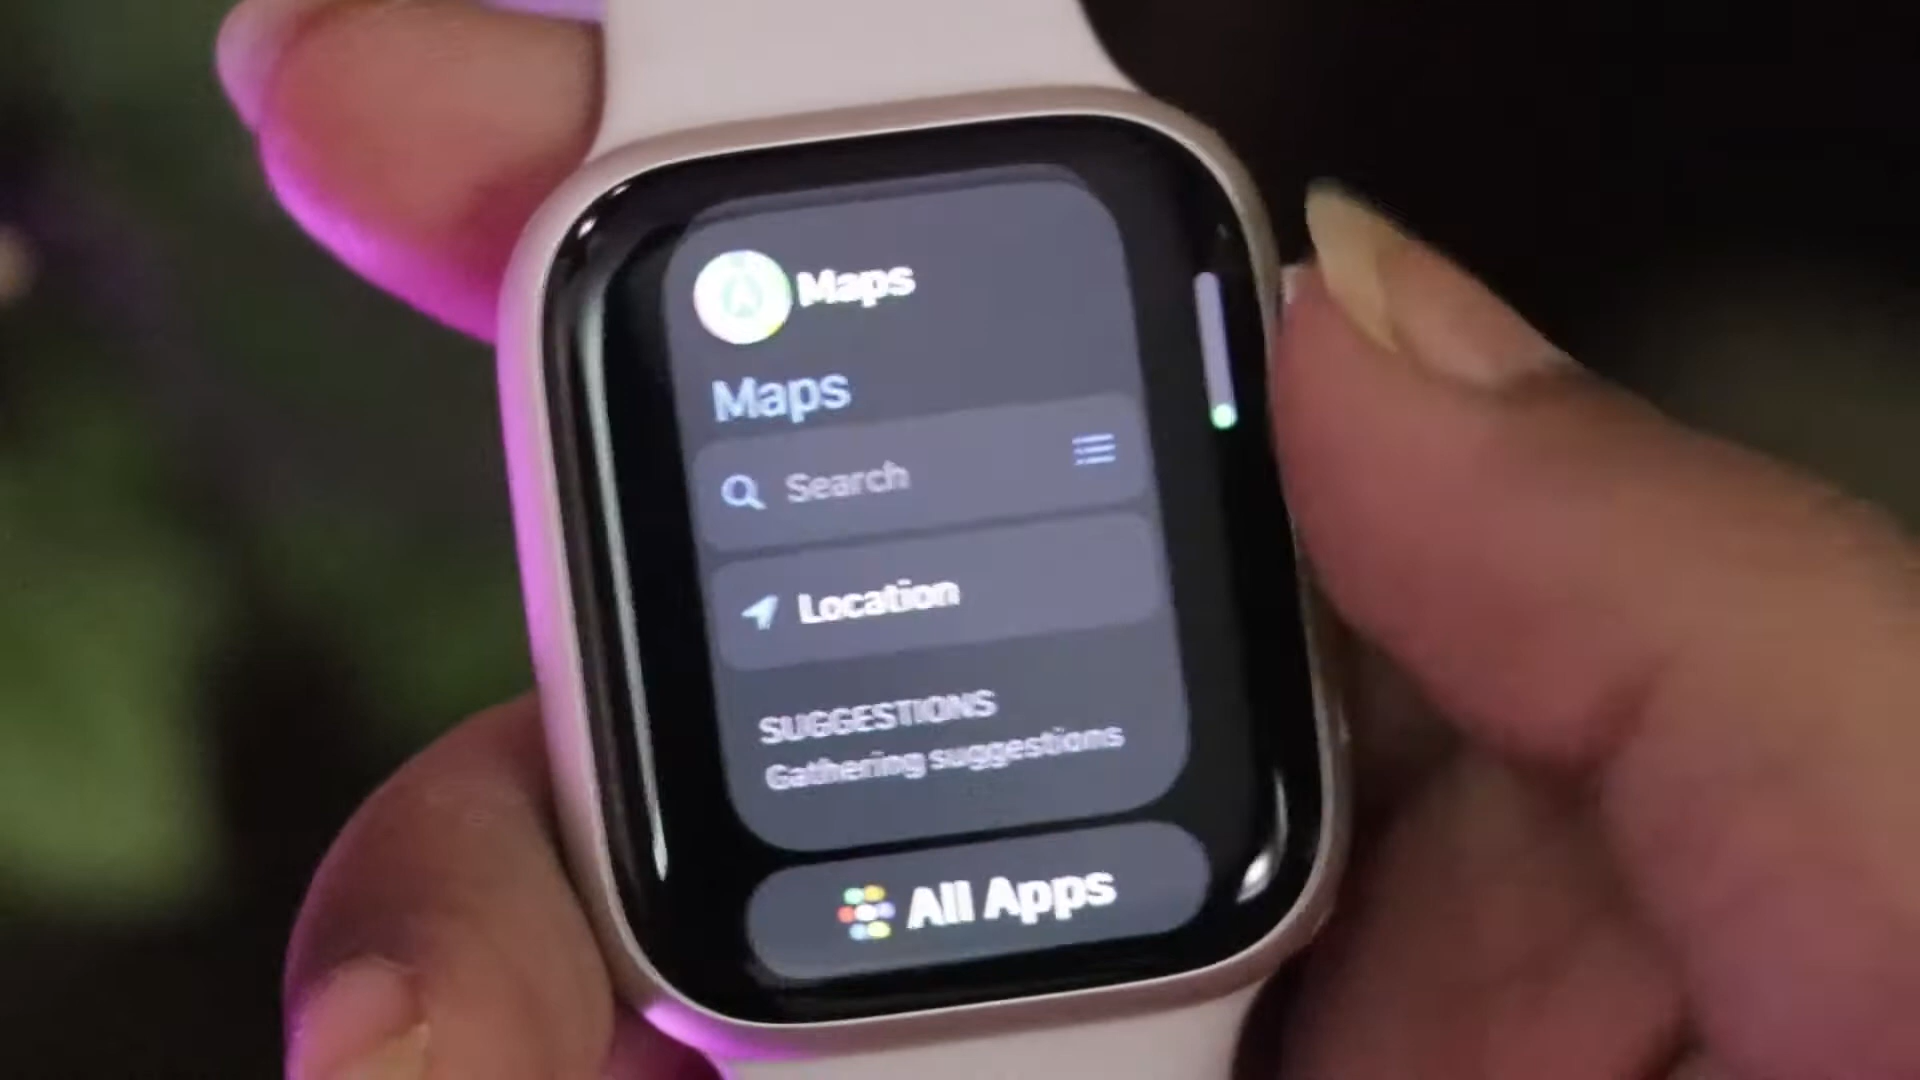 Maps
Maps
Search
Location
SUGGESTIONS
Gathering suggestions
All Apps